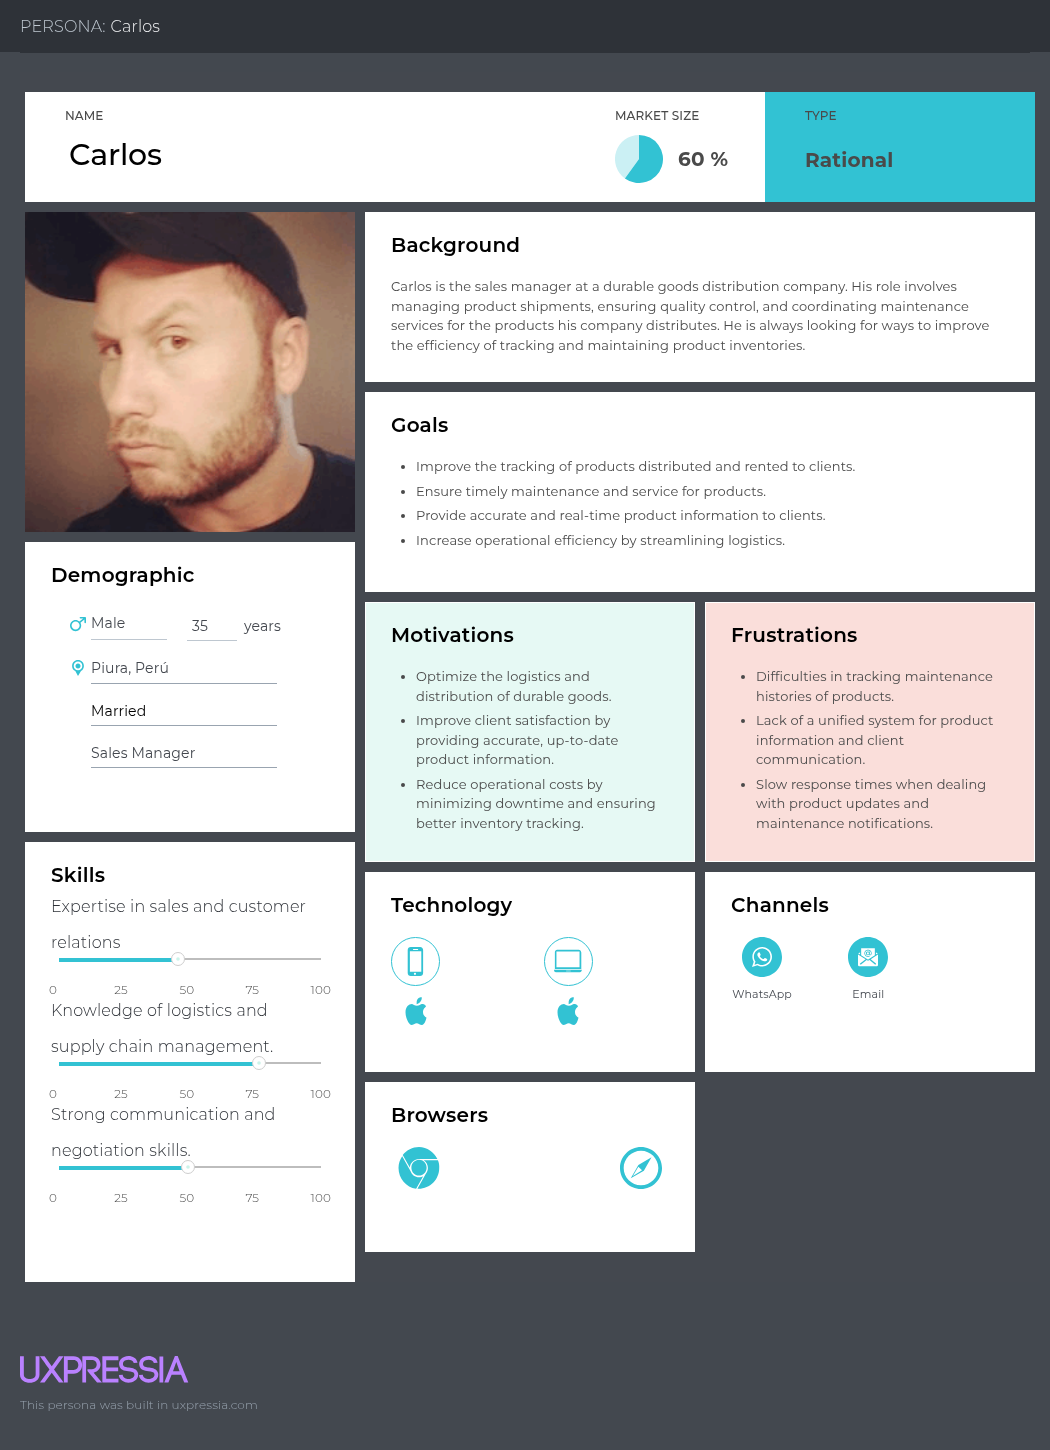 PERSONA: Carlos
NAME
Carlos
MARKET SIZE
60 %
TYPE
Rational
Background
Carlos is the sales manager at a durable goods distribution company. His role involves
managing product shipments, ensuring quality control, and coordinating maintenance
services for the products his company distributes. He is always looking for ways to improve
the efficiency of tracking and maintaining product inventories.
Goals
Improve the tracking of products distributed and rented to clients.
Ensure timely maintenance and service for products.
Provide accurate and real-time product information to clients.
Increase operational efficiency by streamlining logistics.
Demographic
Male
35 years
Piura, Perú
Married
Sales Manager
Motivations
Optimize the logistics and
distribution of durable goods.
Improve client satisfaction by
providing accurate, up-to-date
product information.
Reduce operational costs by
minimizing downtime and ensuring
better inventory tracking.
Frustrations
Difficulties in tracking maintenance
histories of products.
Lack of a unified system for product
information and client
communication.
Slow response times when dealing
with product updates and
maintenance notifications.
Skills
Expertise in sales and customer
relations
0 25 50 75 100
Knowledge of logistics and
supply chain management.
0 25 50 75 100
Strong communication and
negotiation skills.
0 25 50 75 100
Technology
Channels
WhatsApp
Email
Browsers
UXPRESSIA
This persona was built in uxpressia.com